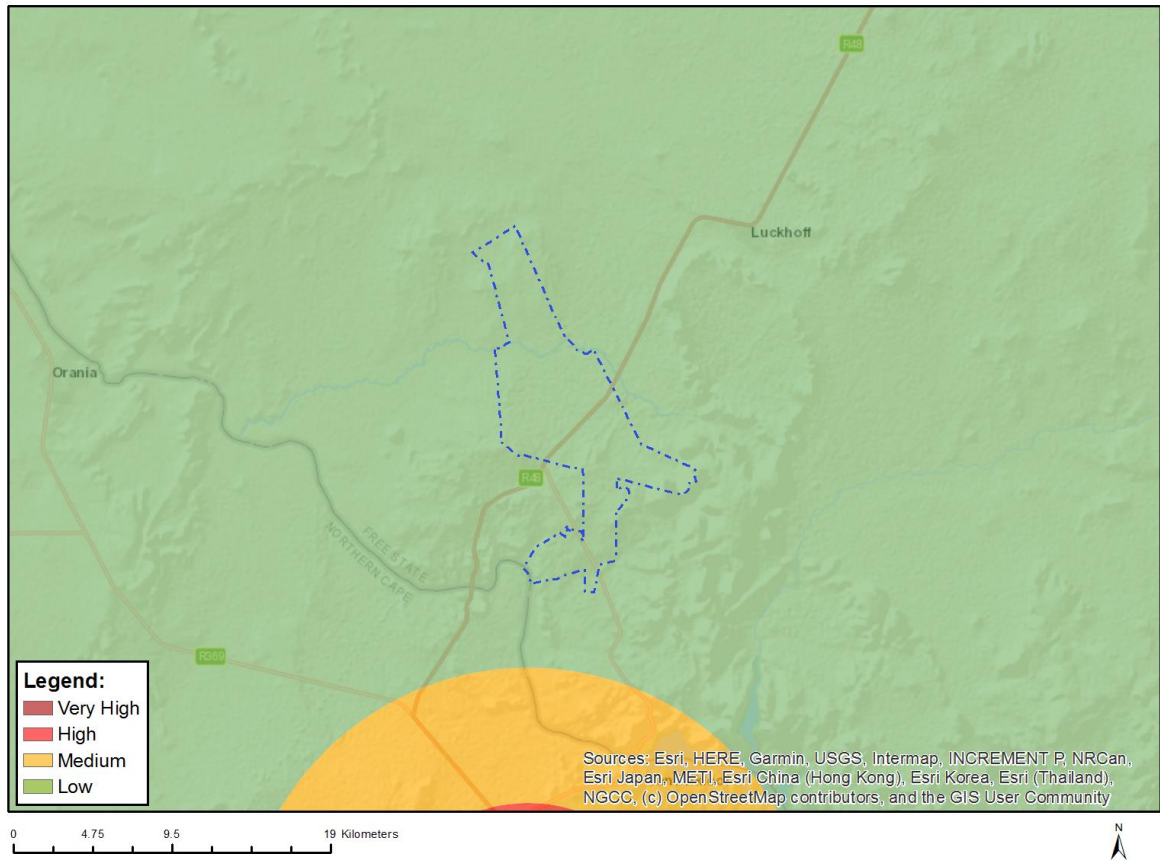 R48
Luckhoff
Orania
R48
FREE STATE
NORTHERN CAPE
R369
Legend:
Very High
High
Medium
Low
Sources: Esri, HERE, Garmin, USGS, Intermap, INCREMENT P, NRCan,
Esri Japan, METI, Esri China (Hong Kong), Esri Korea, Esri (Thailand),
NGCC, (c) OpenStreetMap contributors, and the GIS User Community
0 4.75 9.5 19 Kilometers
N